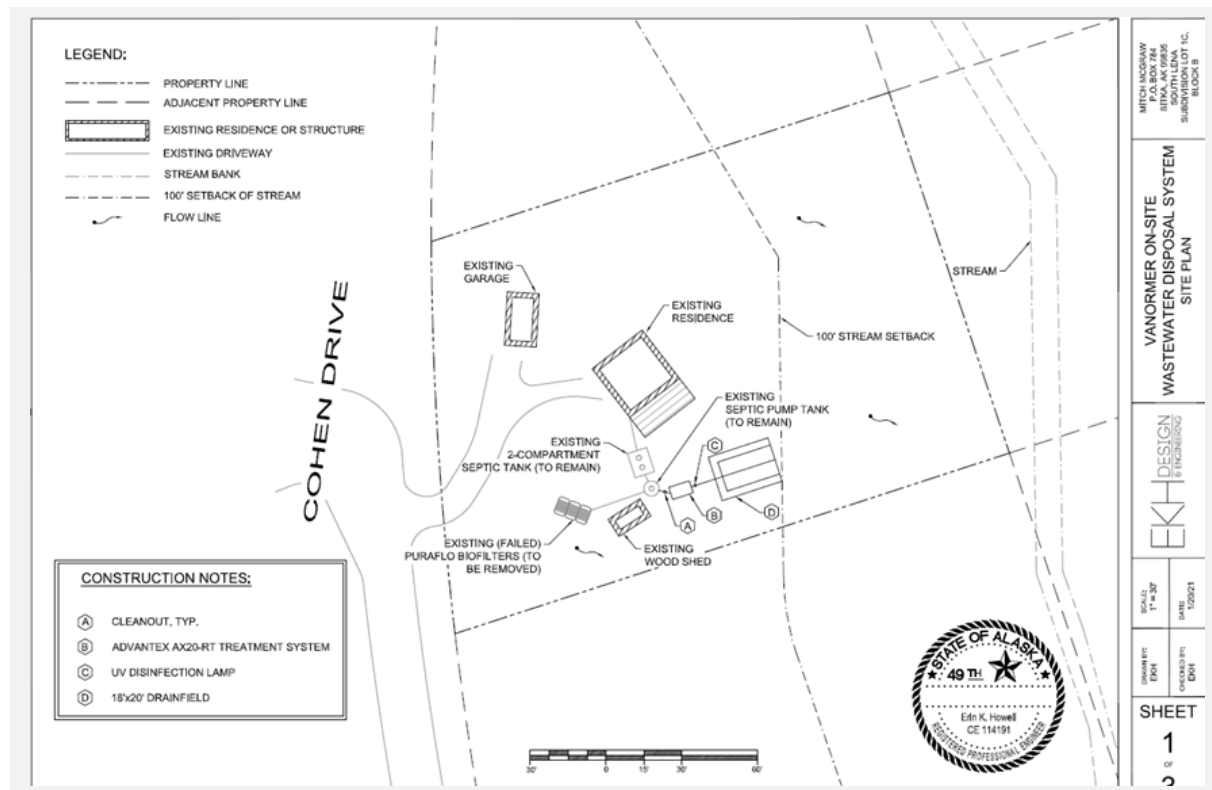 LEGEND:
PROPERTY LINE
ADJACENT PROPERTY LINE
EXISTING RESIDENCE OR STRUCTURE
EXISTING DRIVEWAY
STREAM BANK
100' SETBACK OF STREAM
FLOW LINE
COHEN DRIVE
EXISTING
GARAGE
EXISTING
RESIDENCE
STREAM
100' STREAM SETBACK
EXISTING
SEPTIC PUMP TANK
(TO REMAIN)
EXISTING
2-COMPARTMENT
SEPTIC TANK (TO REMAIN)
C
B
A
D
EXISTING (FAILED)
PURAFLO BIOFILTERS (TO
BE REMOVED)
EXISTING
WOOD SHED
CONSTRUCTION NOTES:
A CLEANOUT, TYP.
B ADVANTEX AX20-RT TREATMENT SYSTEM
C UV DISINFECTION LAMP
D 18'x20' DRAINFIELD
30' 0 15' 30' 60'
STATE OF ALASKA
49 TH
Erin K. Howell
CE 114191
REGISTERED PROFESSIONAL ENGINEER
MITCH MCGRAW
P.O. BOX 784
SITKA, AK 99835
SOUTH LENA
SUBDIVISION LOT 1C,
BLOCK B
VANORMER ON-SITE
WASTEWATER DISPOSAL SYSTEM
SITE PLAN
EKH DESIGN
& ENGINEERING
SCALE:
1" = 30'
DATE:
1/20/21
DRAWN BY:
EKH
CHECKED BY:
EKH
SHEET
1
OF